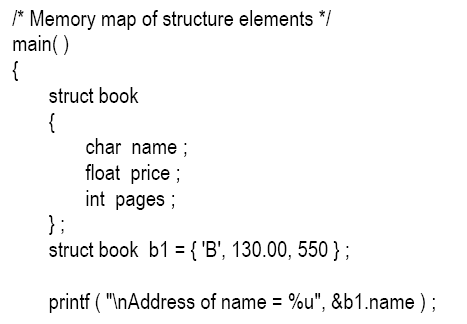 /* Memory map of structure elements */
main( )
{
struct book
{
char name ;
float price ;
int pages ;
} ;
struct book b1 = { 'B', 130.00, 550 } ;
printf ( "\nAddress of name = %u", &b1.name ) ;